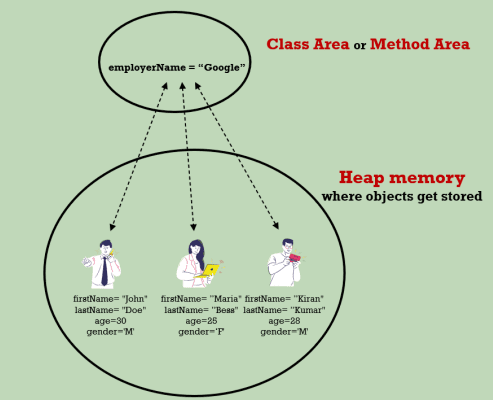 Class Area or Method Area
employerName = “Google”
Heap memory
where objects get stored
firstName= "John"
lastName= "Doe"
age=30
gender='M'
firstName= "Maria"
lastName= "Bess"
age=25
gender='F'
firstName= "Kiran"
lastName= "Kumar"
age=28
gender='M'